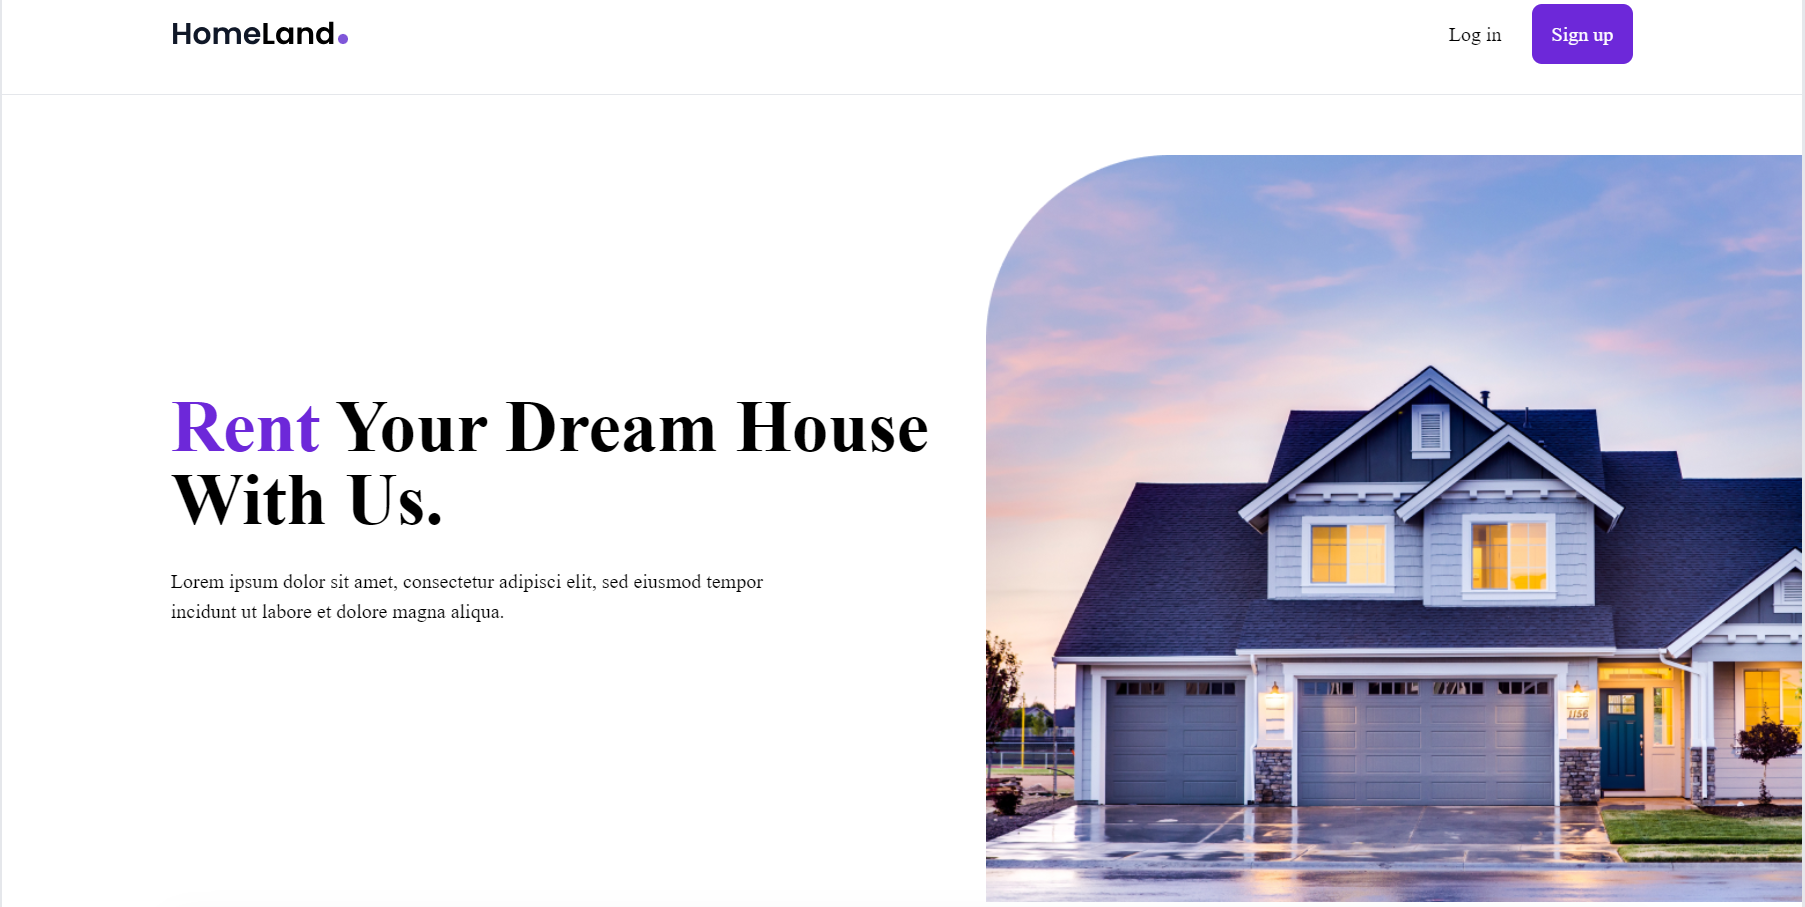 HomeLand
Log in
Sign up
Rent Your Dream House
With Us.
Lorem ipsum dolor sit amet, consectetur adipisci elit, sed eiusmod tempor
incidunt ut labore et dolore magna aliqua.
1156